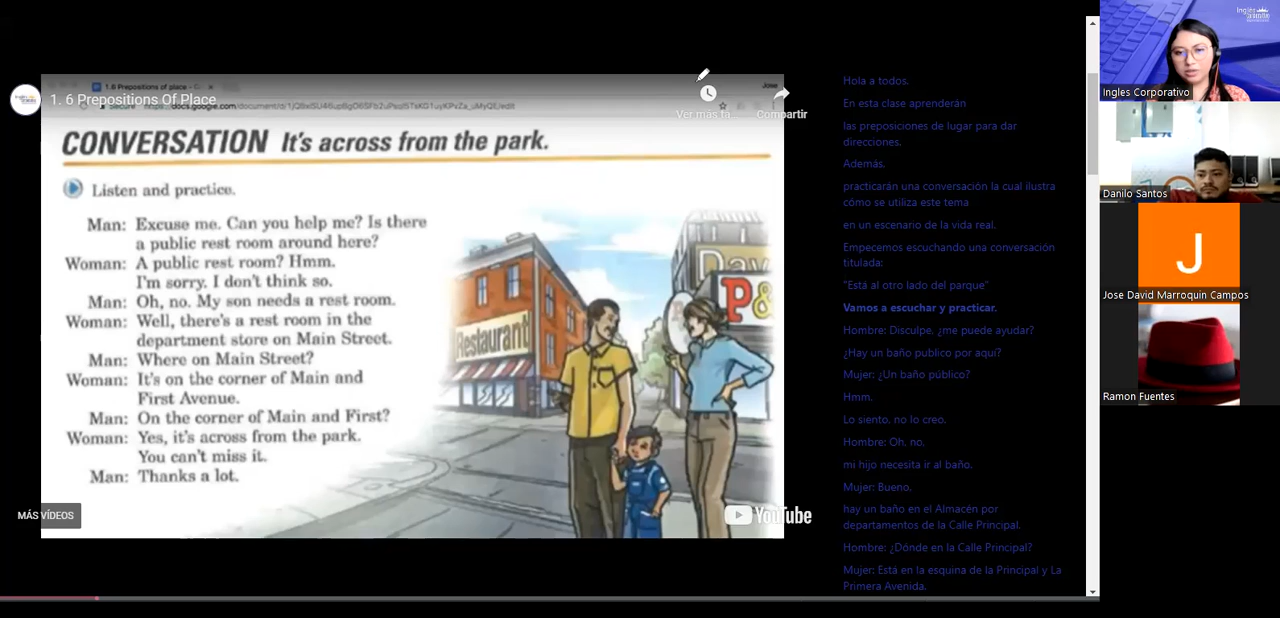 1.6 Prepositions of place
1. 6 Prepositions Of Place
Jose
Ver más ta...
Compartir
CONVERSATION It's across from the park.
Listen and practice.
Man: Excuse me. Can you help me? Is there
a public rest room around here?
Woman: A public rest room? Hmm.
I'm sorry. I don't think so.
Man: Oh, no. My son needs a rest room.
Woman: Well, there's a rest room in the
department store on Main Street.
Man: Where on Main Street?
Woman: It's on the corner of Main and
First Avenue.
Man: On the corner of Main and First?
Woman: Yes, it's across from the park.
You can't miss it.
Man: Thanks a lot.
Restaurant
Dav
P&
MÁS VÍDEOS
YouTube
Hola a todos.
En esta clase aprenderán
las preposiciones de lugar para dar
direcciones.
Además.
practicarán una conversación la cual ilustra
cómo se utiliza este tema
en un escenario de la vida real.
Empecemos escuchando una conversación
titulada:
"Está al otro lado del parque"
Vamos a escuchar y practicar.
Hombre: Disculpe. ¿me puede ayudar?
¿Hay un baño publico por aquí?
Mujer: ¿Un baño público?
Hmm.
Lo siento. no lo creo.
Hombre: Oh. no.
mi hijo necesita ir al baño.
Mujer: Bueno.
hay un baño en el Almacén por
departamentos de la Calle Principal.
Hombre: ¿Dónde en la Calle Principal?
Mujer: Está en la esquina de la Principal y La
Primera Avenida.
Ingles Corporativo
Danilo Santos
J
Jose David Marroquin Campos
Ramon Fuentes